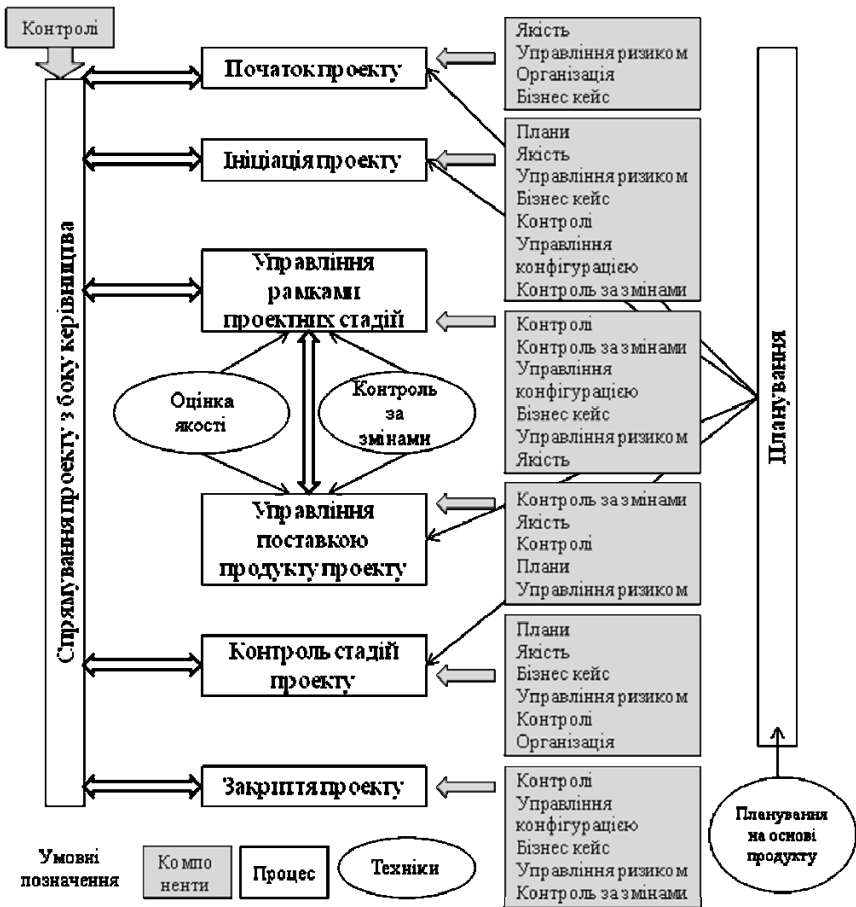 Контролі
Початок проекту
Якість
Управління ризиком
Організація
Бізнес кейс
Ініціація проекту
Плани
Якість
Управління ризиком
Бізнес кейс
Контролі
Управління
конфігурацією
Контроль за змінами
Спрямування проекту з боку керівництва
Управління
рамками
проектних стадій
Контролі
Контроль за змінами
Управління
конфігурацією
Бізнес кейс
Управління ризиком
Якість
Планування
Оцінка
якості
Контроль
за
змінами
Управління
поставкою
продукту проекту
Контроль за змінами
Якість
Контролі
Плани
Управління ризиком
Контроль стадій
проекту
Плани
Якість
Бізнес кейс
Управління ризиком
Контролі
Організація
Закриття проекту
Контролі
Управління
конфігурацією
Бізнес кейс
Управління ризиком
Контроль за змінами
Планування
на основі
продукту
Умовні
позначення
Компо
ненти
Процес
Техніки